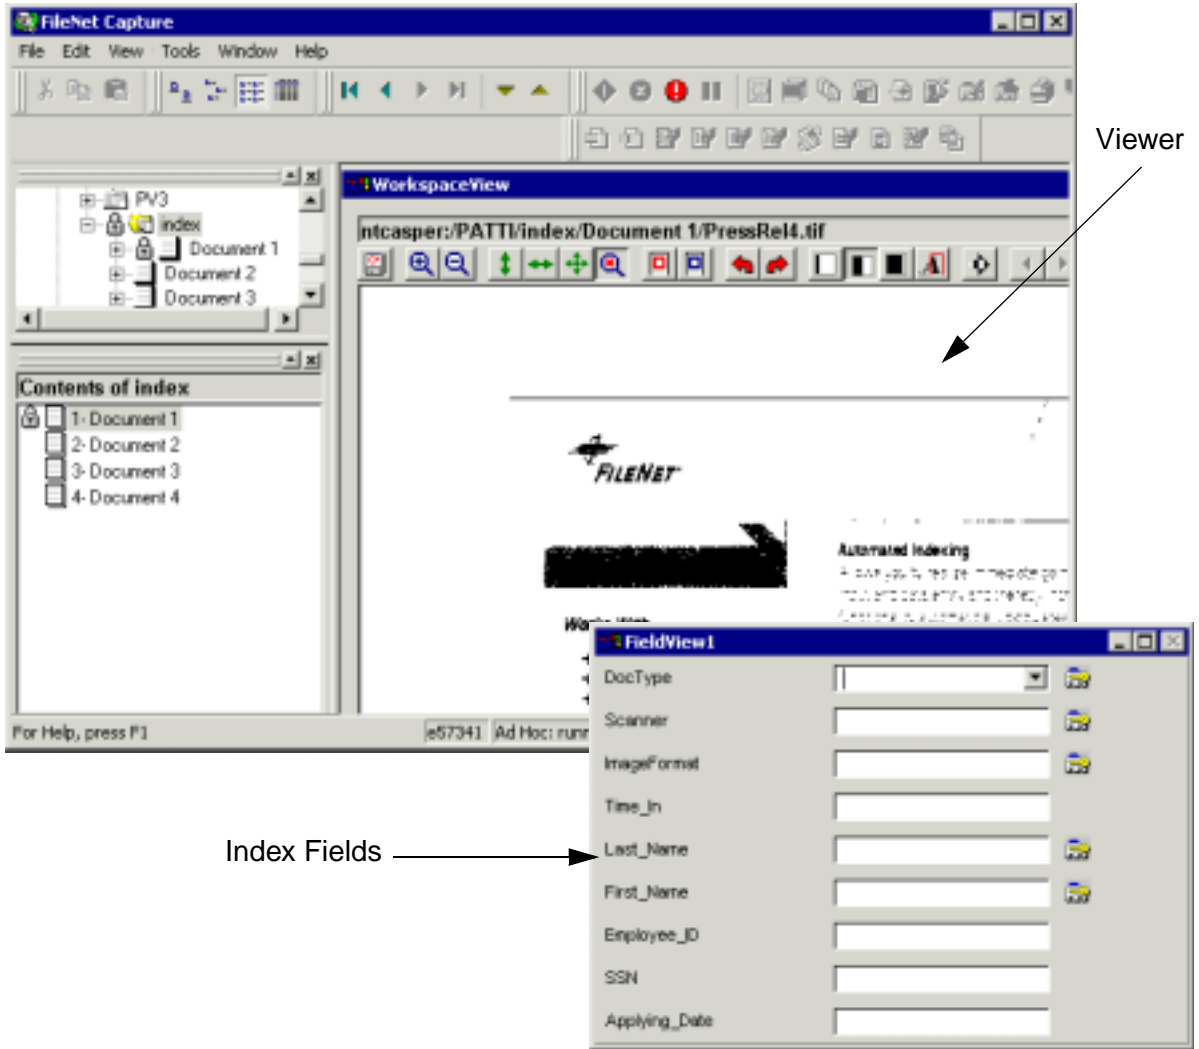 FileNet Capture
File Edit View Tools Window Help
Viewer
PV3
index
Document 1
Document 2
Document 3
WorkspaceView
ntcasper:/PATTI/index/Document 1/PressRel4.tif
Contents of index
1- Document 1
2- Document 2
3- Document 3
4- Document 4
FILENET
Automated Indexing
Works With
For Help, press F1
e57341 Ad Hoc: runn
FieldView1
DocType
Scanner
ImageFormat
Time_In
Index Fields
Last_Name
First_Name
Employee_ID
SSN
Applying_Date